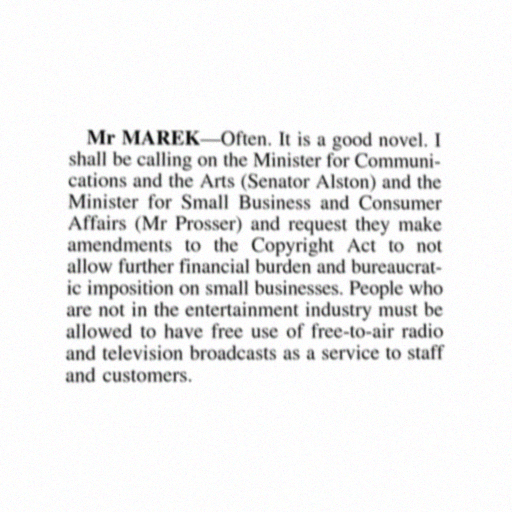 Mr MAREK—Often. It is a good novel. I
shall be calling on the Minister for Communi-
cations and the Arts (Senator Alston) and the
Minister for Small Business and Consumer
Affairs (Mr Prosser) and request they make
amendments to the Copyright Act to not
allow further financial burden and bureaucrat-
ic imposition on small businesses. People who
are not in the entertainment industry must be
allowed to have free use of free-to-air radio
and television broadcasts as a service to staff
and customers.